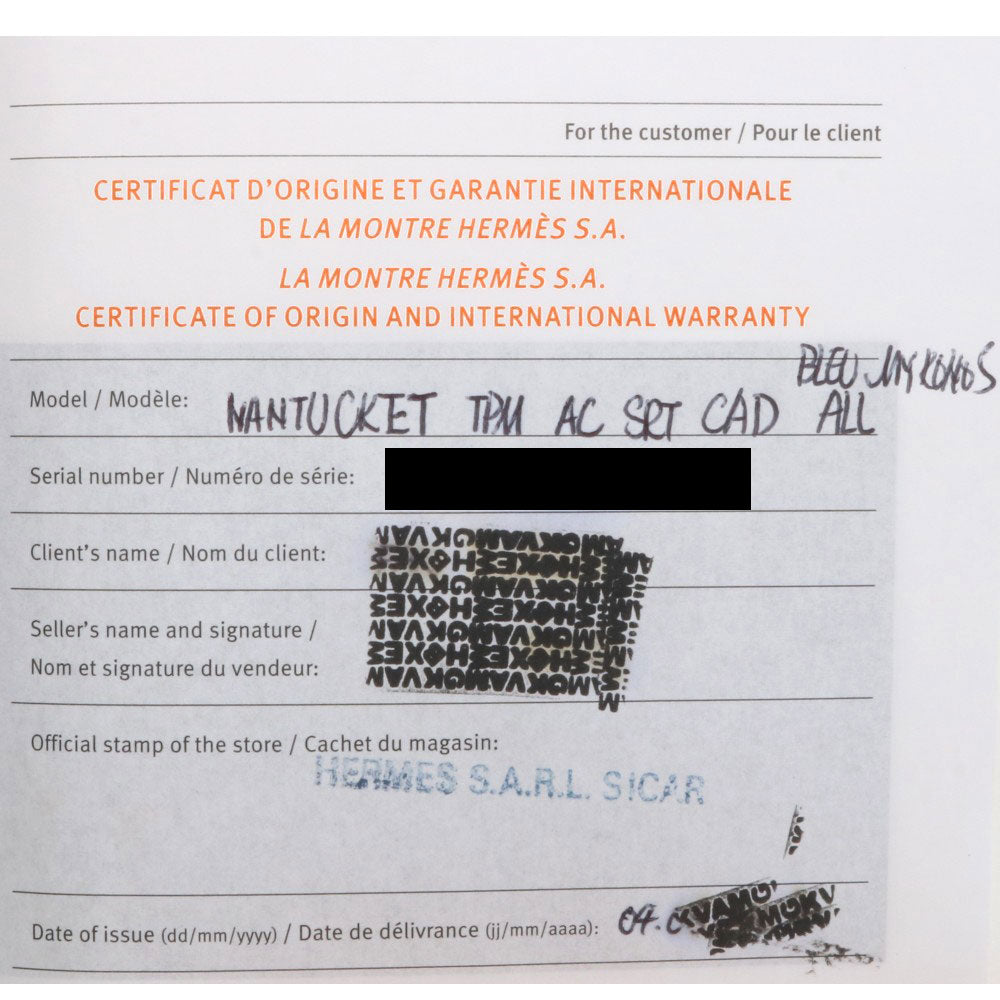 For the customer / Pour le client
CERTIFICAT D'ORIGINE ET GARANTIE INTERNATIONALE
DE LA MONTRE HERMÈS S.A.
LA MONTRE HERMÈS S.A.
CERTIFICATE OF ORIGIN AND INTERNATIONAL WARRANTY
BLEU MYKONOS
Model / Modèle: NANTUCKET TPM AC SRT CAD ALL
Serial number / Numéro de série:
Client's name / Nom du client:
Seller's name and signature /
Nom et signature du vendeur:
Official stamp of the store / Cachet du magasin:
HERMES S.A.R.L. SICAR
Date of issue (dd/mm/yyyy) / Date de délivrance (jj/mm/aaaa):